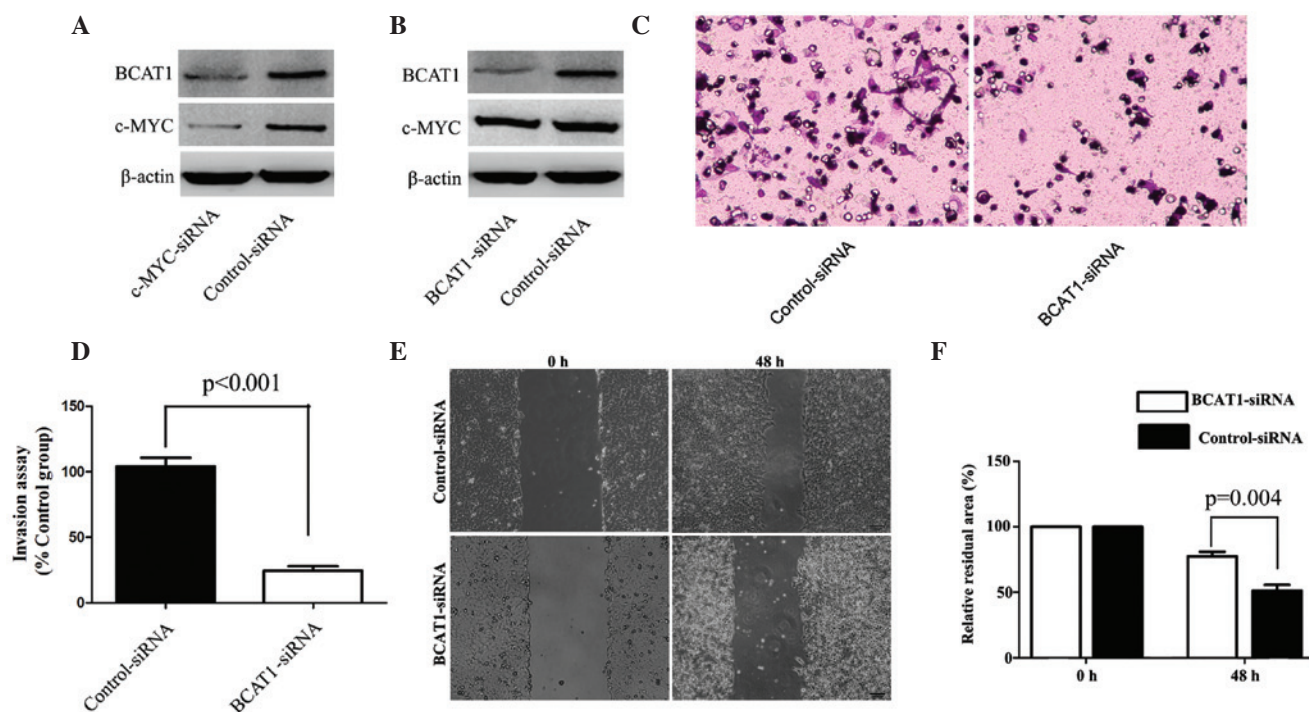 A
BCAT1
c-MYC
β-actin
c-MYC-siRNA
Control-siRNA
B
BCAT1
c-MYC
β-actin
BCAT1-siRNA
Control-siRNA
C
Control-siRNA
BCAT1-siRNA
D
p<0.001
Invasion assay
(% Control group)
150
100
50
0
Control-siRNA
BCAT1-siRNA
E
0 h
48 h
Control-siRNA
BCAT1-siRNA
F
BCAT1-siRNA
Control-siRNA
p=0.004
Relative residual area (%)
150
100
50
0
0 h
48 h